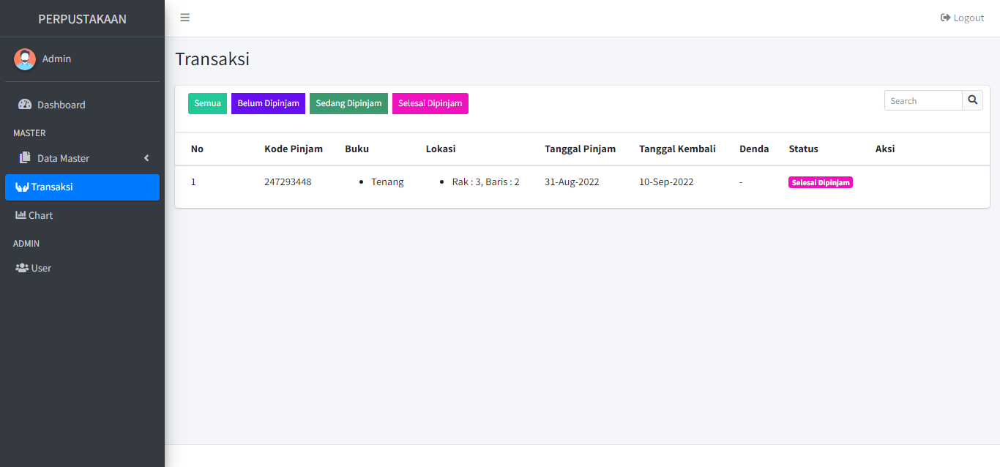 PERPUSTAKAAN
Logout
Admin
Transaksi
Semua Belum Dipinjam Sedang Dipinjam Selesai Dipinjam Search
Dashboard
MASTER
Data Master
Transaksi
Chart
ADMIN
User
No Kode Pinjam Buku Lokasi Tanggal Pinjam Tanggal Kembali Denda Status Aksi
1 247293448 • Tenang • Rak : 3, Baris : 2 31-Aug-2022 10-Sep-2022 - Selesai Dipinjam